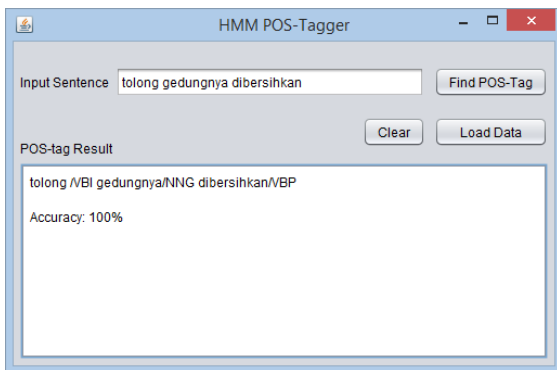 HMM POS-Tagger
Input Sentence tolong gedungnya dibersihkan Find POS-Tag
Clear Load Data
POS-tag Result
tolong /VBI gedungnya/NNG dibersihkan/VBP
Accuracy: 100%